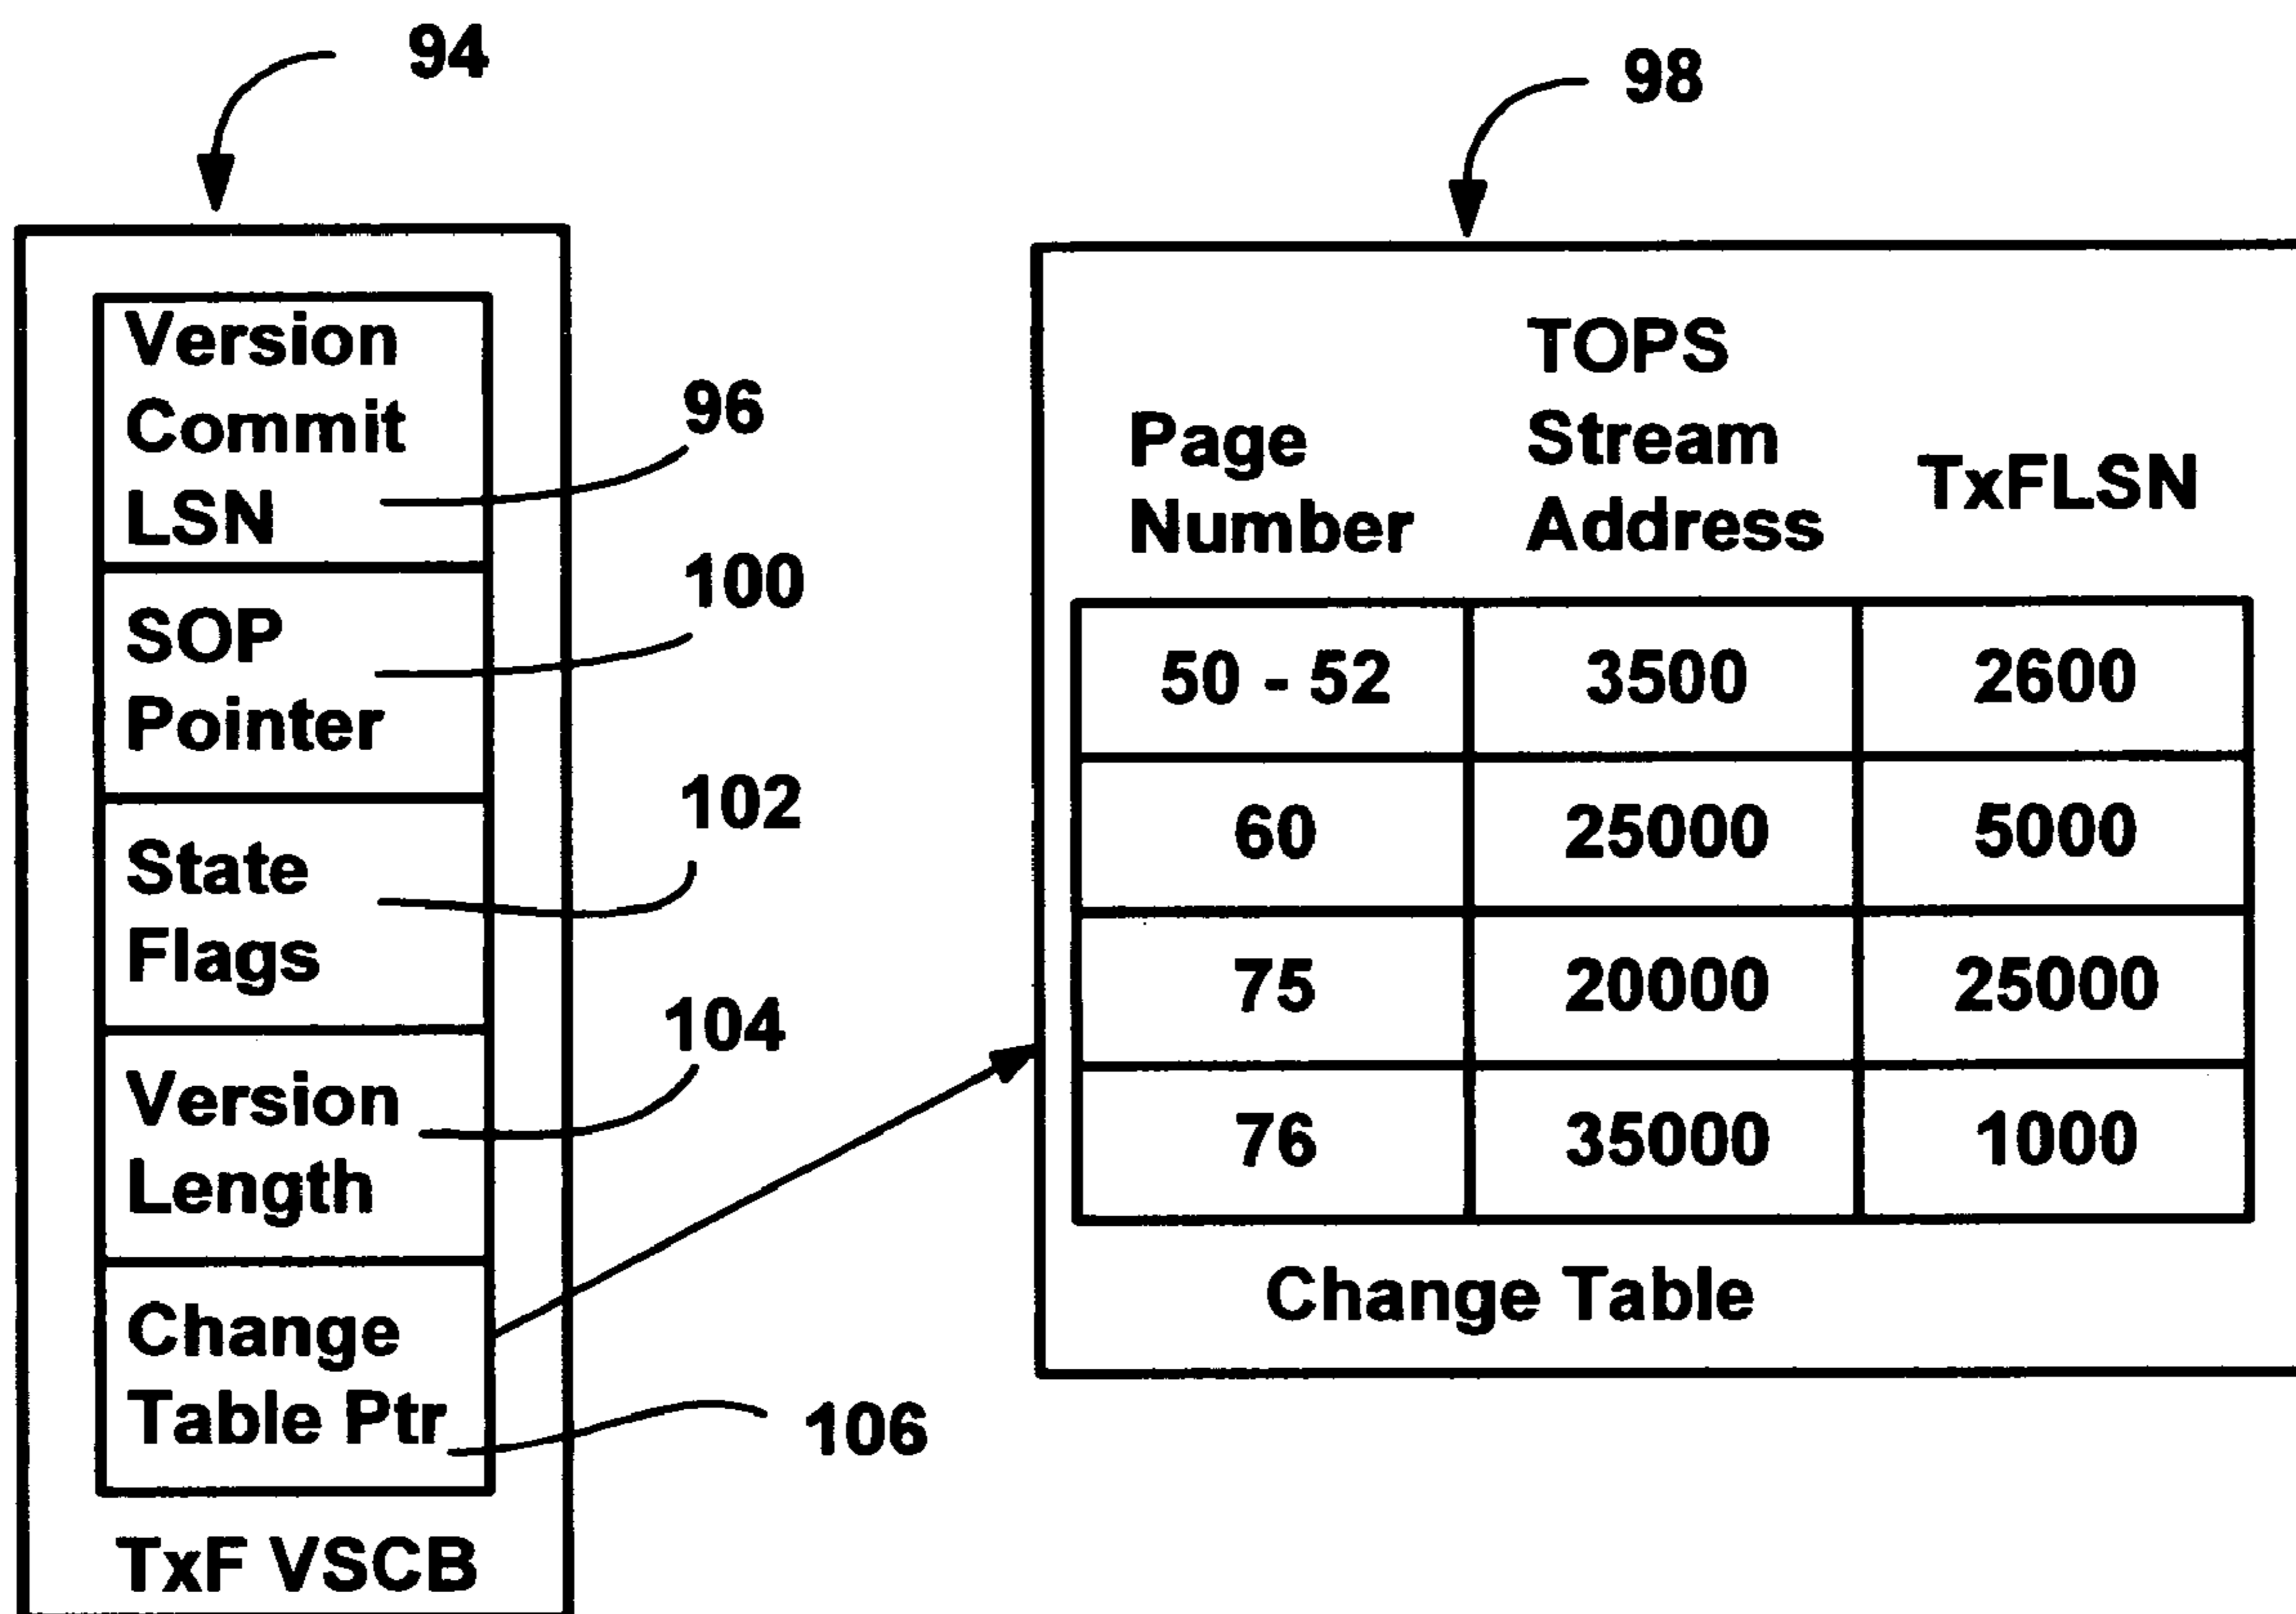 94
98
Version
Commit
LSN
96
SOP
Pointer
100
State
Flags
102
Version
Length
104
Change
Table Ptr
106
TxF VSCB
Page
Number
TOPS
Stream
Address
TxFLSN
50 - 52 3500 2600
60 25000 5000
75 20000 25000
76 35000 1000
Change Table